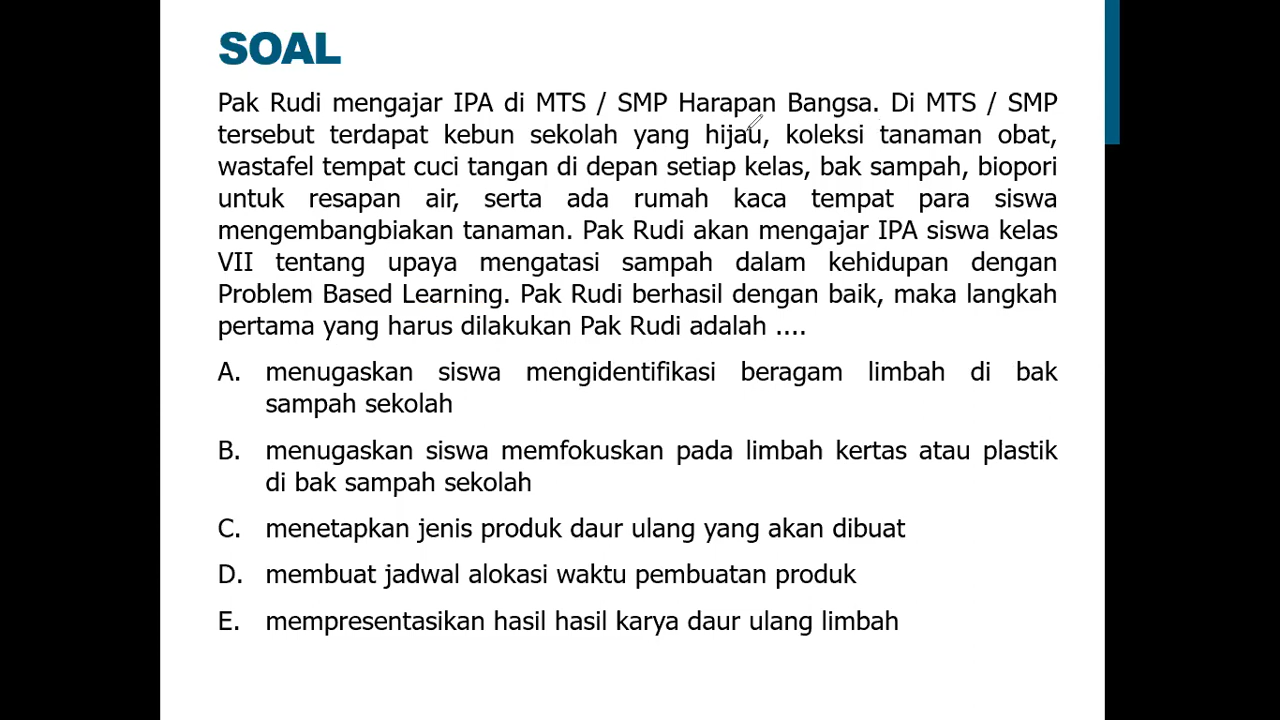 SOAL
Pak Rudi mengajar IPA di MTS / SMP Harapan Bangsa. Di MTS / SMP
tersebut terdapat kebun sekolah yang hijau, koleksi tanaman obat,
wastafel tempat cuci tangan di depan setiap kelas, bak sampah, biopori
untuk resapan air, serta ada rumah kaca tempat para siswa
mengembangbiakan tanaman. Pak Rudi akan mengajar IPA siswa kelas
VII tentang upaya mengatasi sampah dalam kehidupan dengan
Problem Based Learning. Pak Rudi berhasil dengan baik, maka langkah
pertama yang harus dilakukan Pak Rudi adalah ....
A. menugaskan siswa mengidentifikasi beragam limbah di bak
sampah sekolah
B. menugaskan siswa memfokuskan pada limbah kertas atau plastik
di bak sampah sekolah
C. menetapkan jenis produk daur ulang yang akan dibuat
D. membuat jadwal alokasi waktu pembuatan produk
E. mempresentasikan hasil hasil karya daur ulang limbah